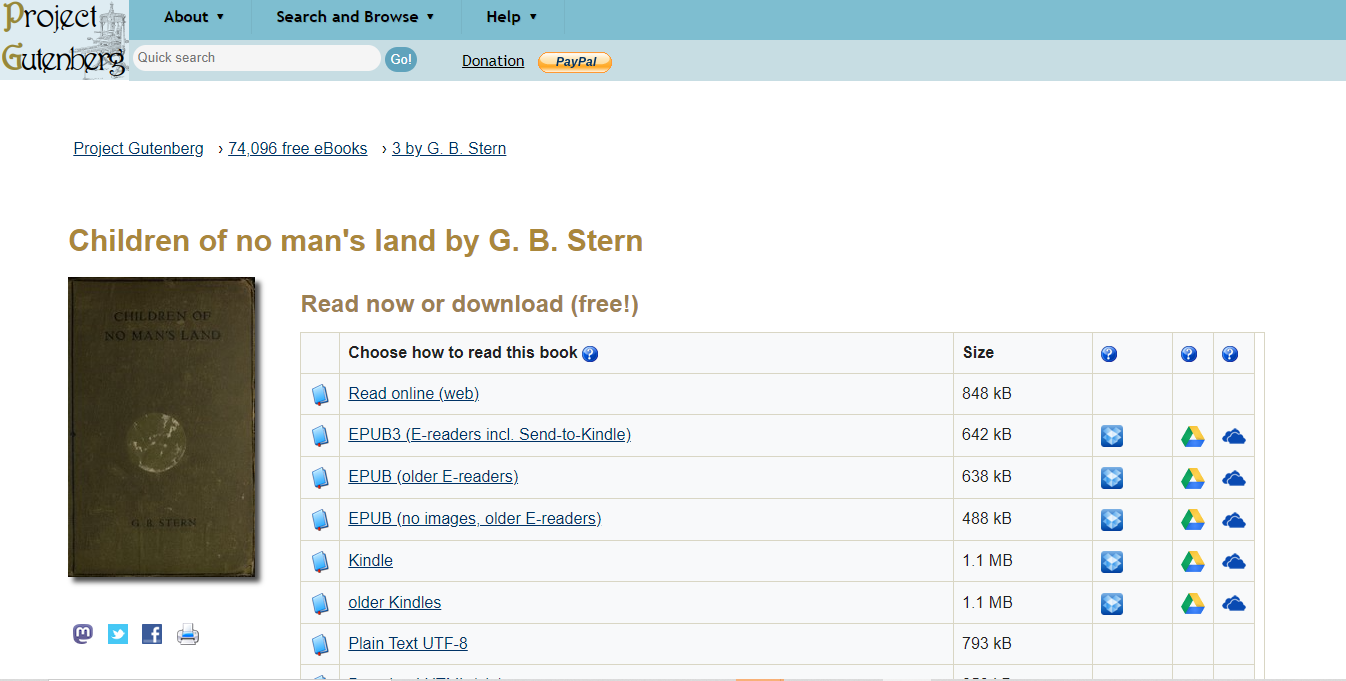 Project Gutenberg
About ▼ Search and Browse ▼ Help ▼
Quick search Go! Donation PayPal
Project Gutenberg › 74,096 free eBooks › 3 by G. B. Stern
Children of no man's land by G. B. Stern
CHILDREN OF
NO MAN'S LAND
G. B. STERN
Read now or download (free!)
Choose how to read this book ? Size ? ? ?
Read online (web) 848 kB
EPUB3 (E-readers incl. Send-to-Kindle) 642 kB
EPUB (older E-readers) 638 kB
EPUB (no images, older E-readers) 488 kB
Kindle 1.1 MB
older Kindles 1.1 MB
Plain Text UTF-8 793 kB